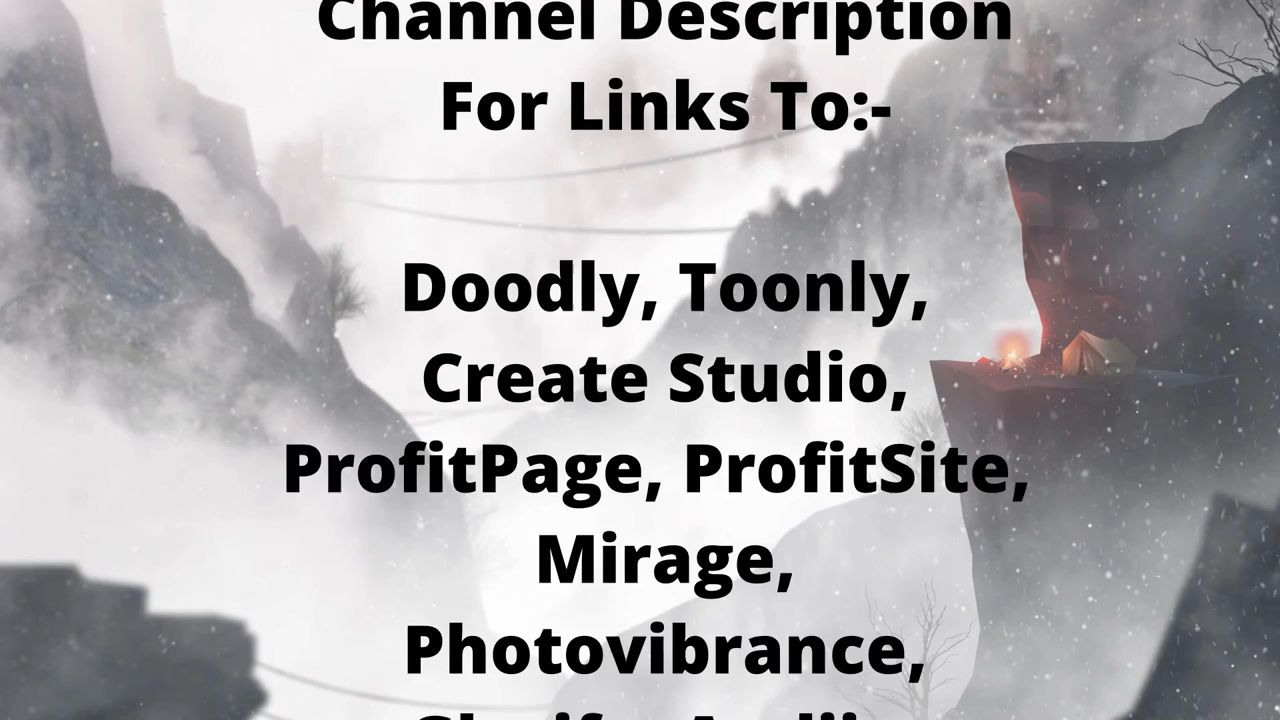 Channel Description
For Links To:-
Doodly, Toonly,
Create Studio,
ProfitPage, ProfitSite,
Mirage,
Photovibrance,